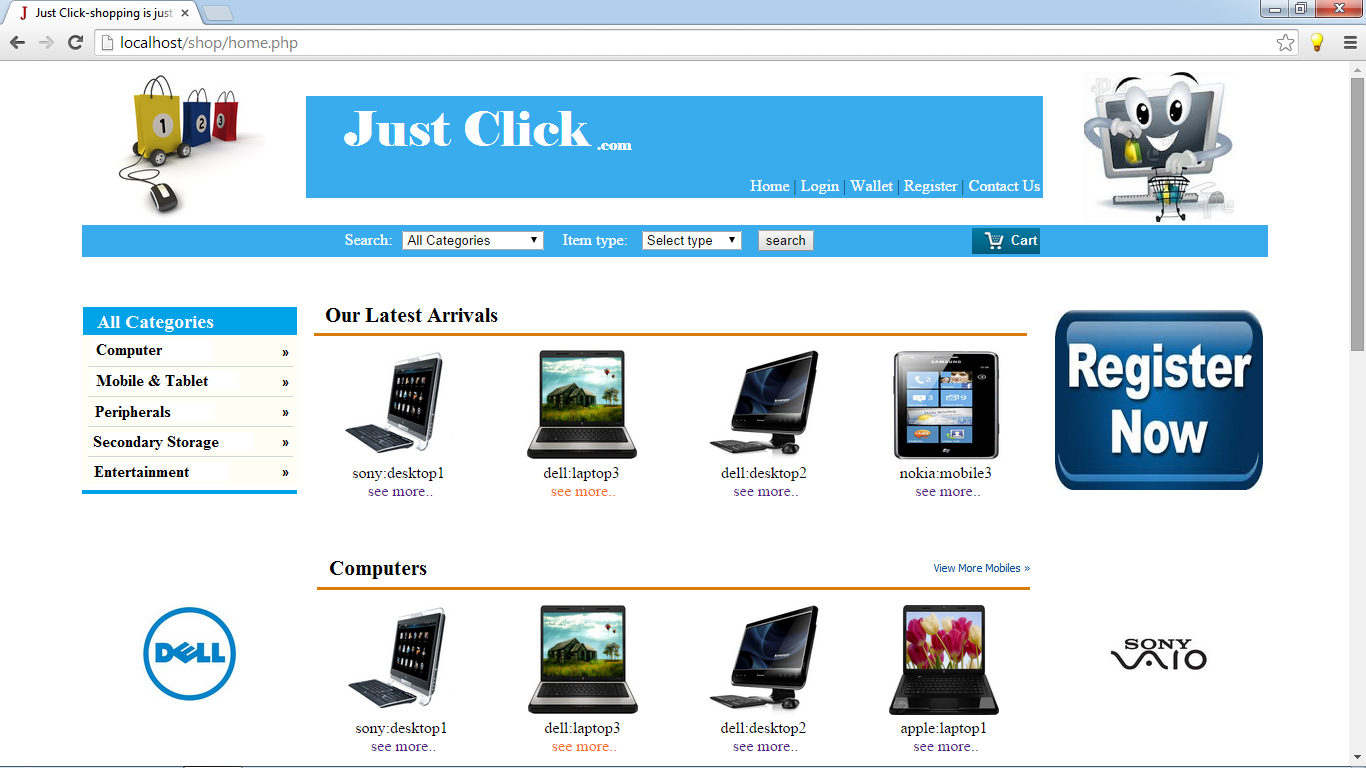 Just Click-shopping is just
localhost/shop/home.php
1 2 3
Just Click .com
Home | Login | Wallet | Register | Contact Us
Search: All Categories Item type: Select type search Cart
All Categories
Computer »
Mobile & Tablet »
Peripherals »
Secondary Storage »
Entertainment »
Our Latest Arrivals
SAMSUNG
sony:desktop1 dell:laptop3 dell:desktop2 nokia:mobile3
see more.. see more.. see more.. see more..
Register
Now
Computers View More Mobiles »
DELL
sony:desktop1 dell:laptop3 dell:desktop2 apple:laptop1
see more.. see more.. see more.. see more..
SONY
VAIO